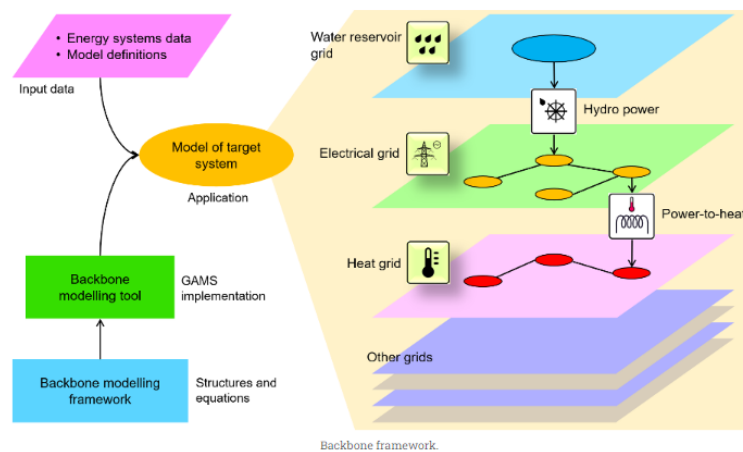 • Energy systems data
• Model definitions
Input data
Model of target
system
Application
Backbone
modelling tool
GAMS
implementation
Backbone modelling
framework
Structures and
equations
Water reservoir
grid
Hydro power
Electrical grid
Power-to-heat
Heat grid
Other grids
Backbone framework.